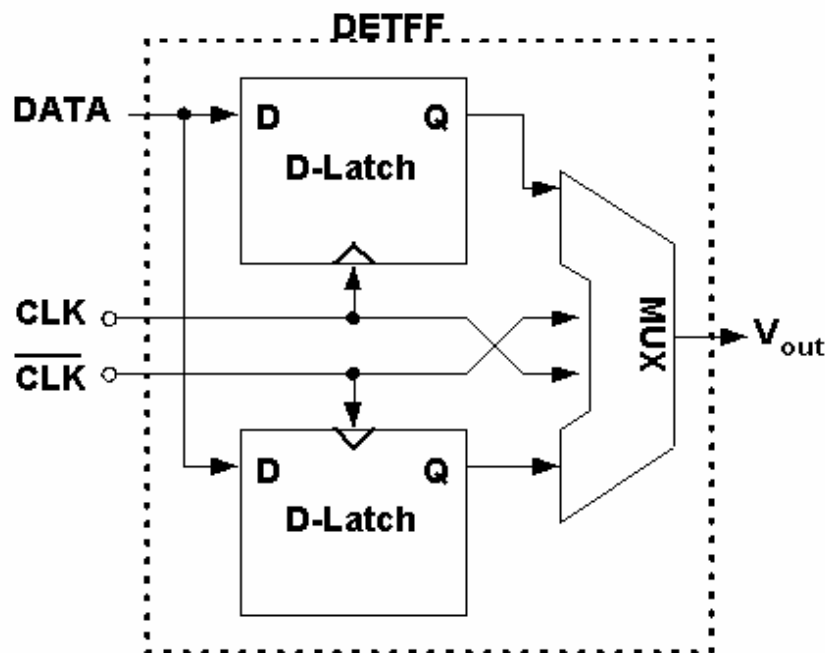 DETFF
DATA
D Q
D-Latch
CLK
CLK
MUX
Vout
D Q
D-Latch